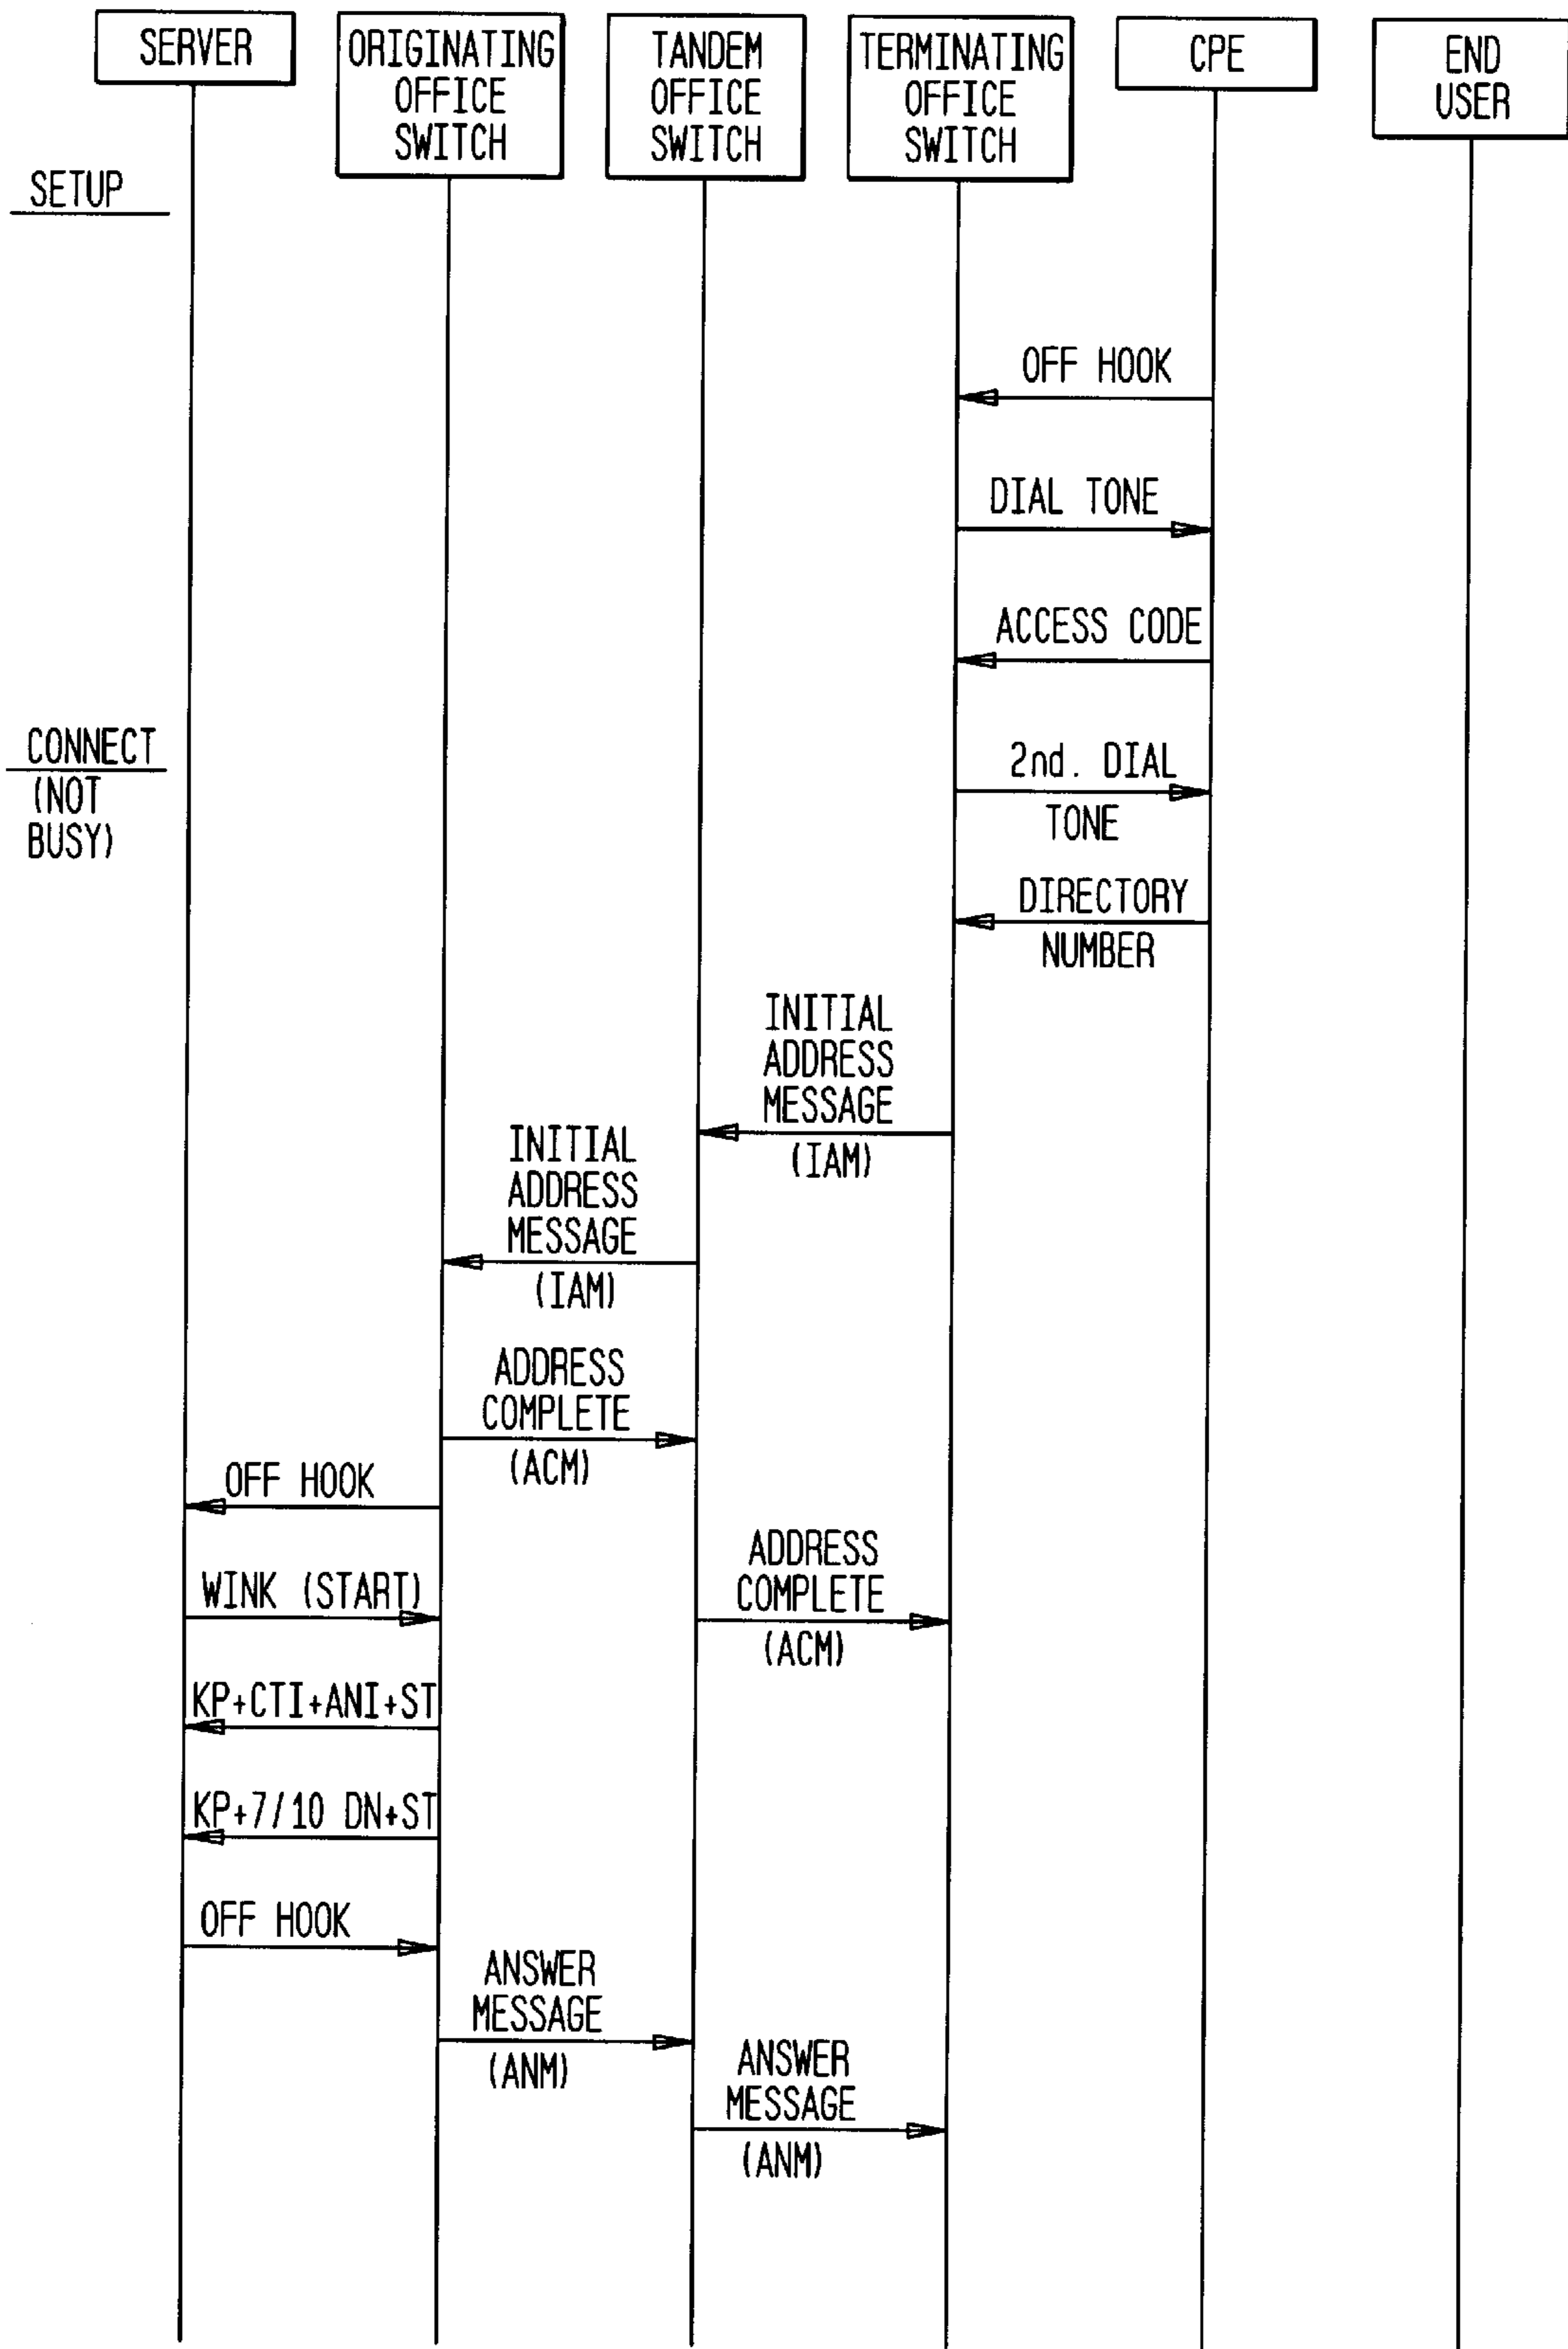 SERVER
ORIGINATING
OFFICE
SWITCH
TANDEM
OFFICE
SWITCH
TERMINATING
OFFICE
SWITCH
CPE
END
USER
SETUP
OFF HOOK
DIAL TONE
ACCESS CODE
CONNECT
(NOT
BUSY)
2nd. DIAL
TONE
DIRECTORY
NUMBER
INITIAL
ADDRESS
MESSAGE
(IAM)
INITIAL
ADDRESS
MESSAGE
(IAM)
ADDRESS
COMPLETE
(ACM)
OFF HOOK
WINK (START)
ADDRESS
COMPLETE
(ACM)
KP+CTI+ANI+ST
KP+7/10 DN+ST
OFF HOOK
ANSWER
MESSAGE
(ANM)
ANSWER
MESSAGE
(ANM)